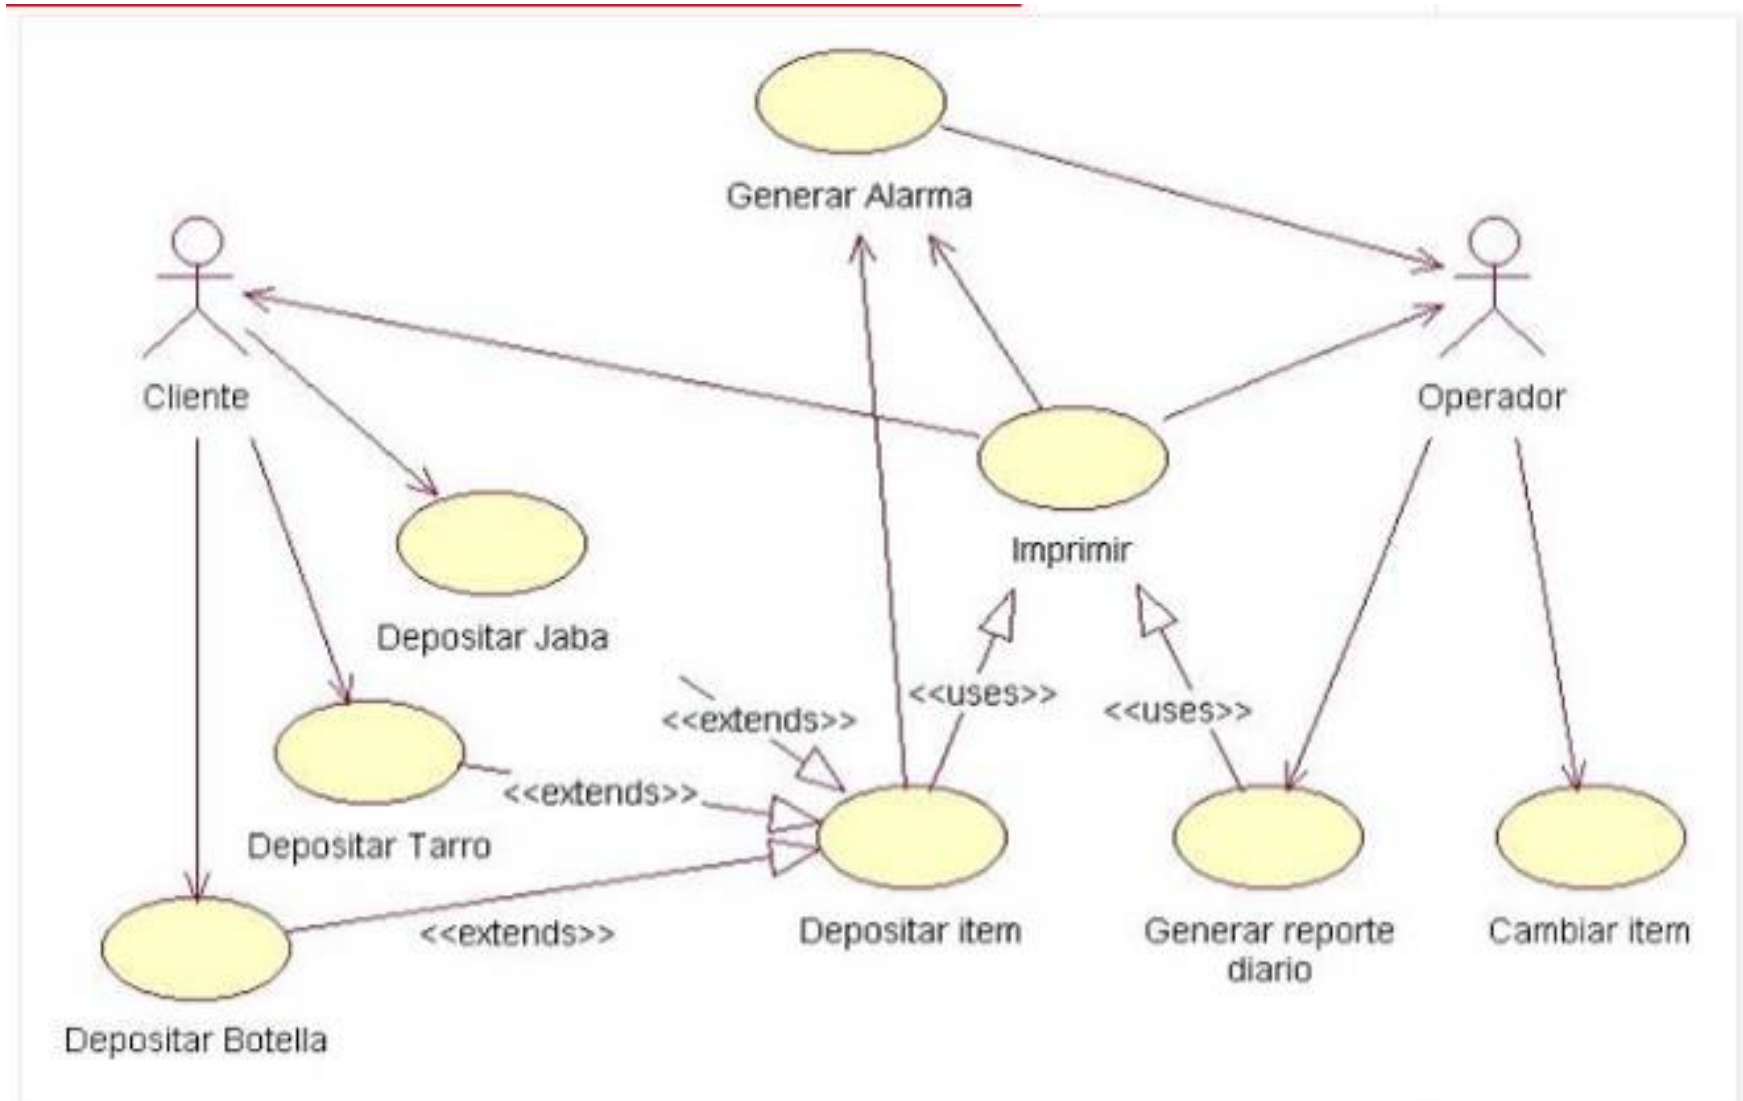 Generar Alarma
Cliente
Operador
Imprimir
Depositar Jaba
<<uses>>
<<uses>>
<<extends>>
<<extends>>
Depositar Tarro
<<extends>>
Depositar item
Generar reporte
diario
Cambiar item
Depositar Botella